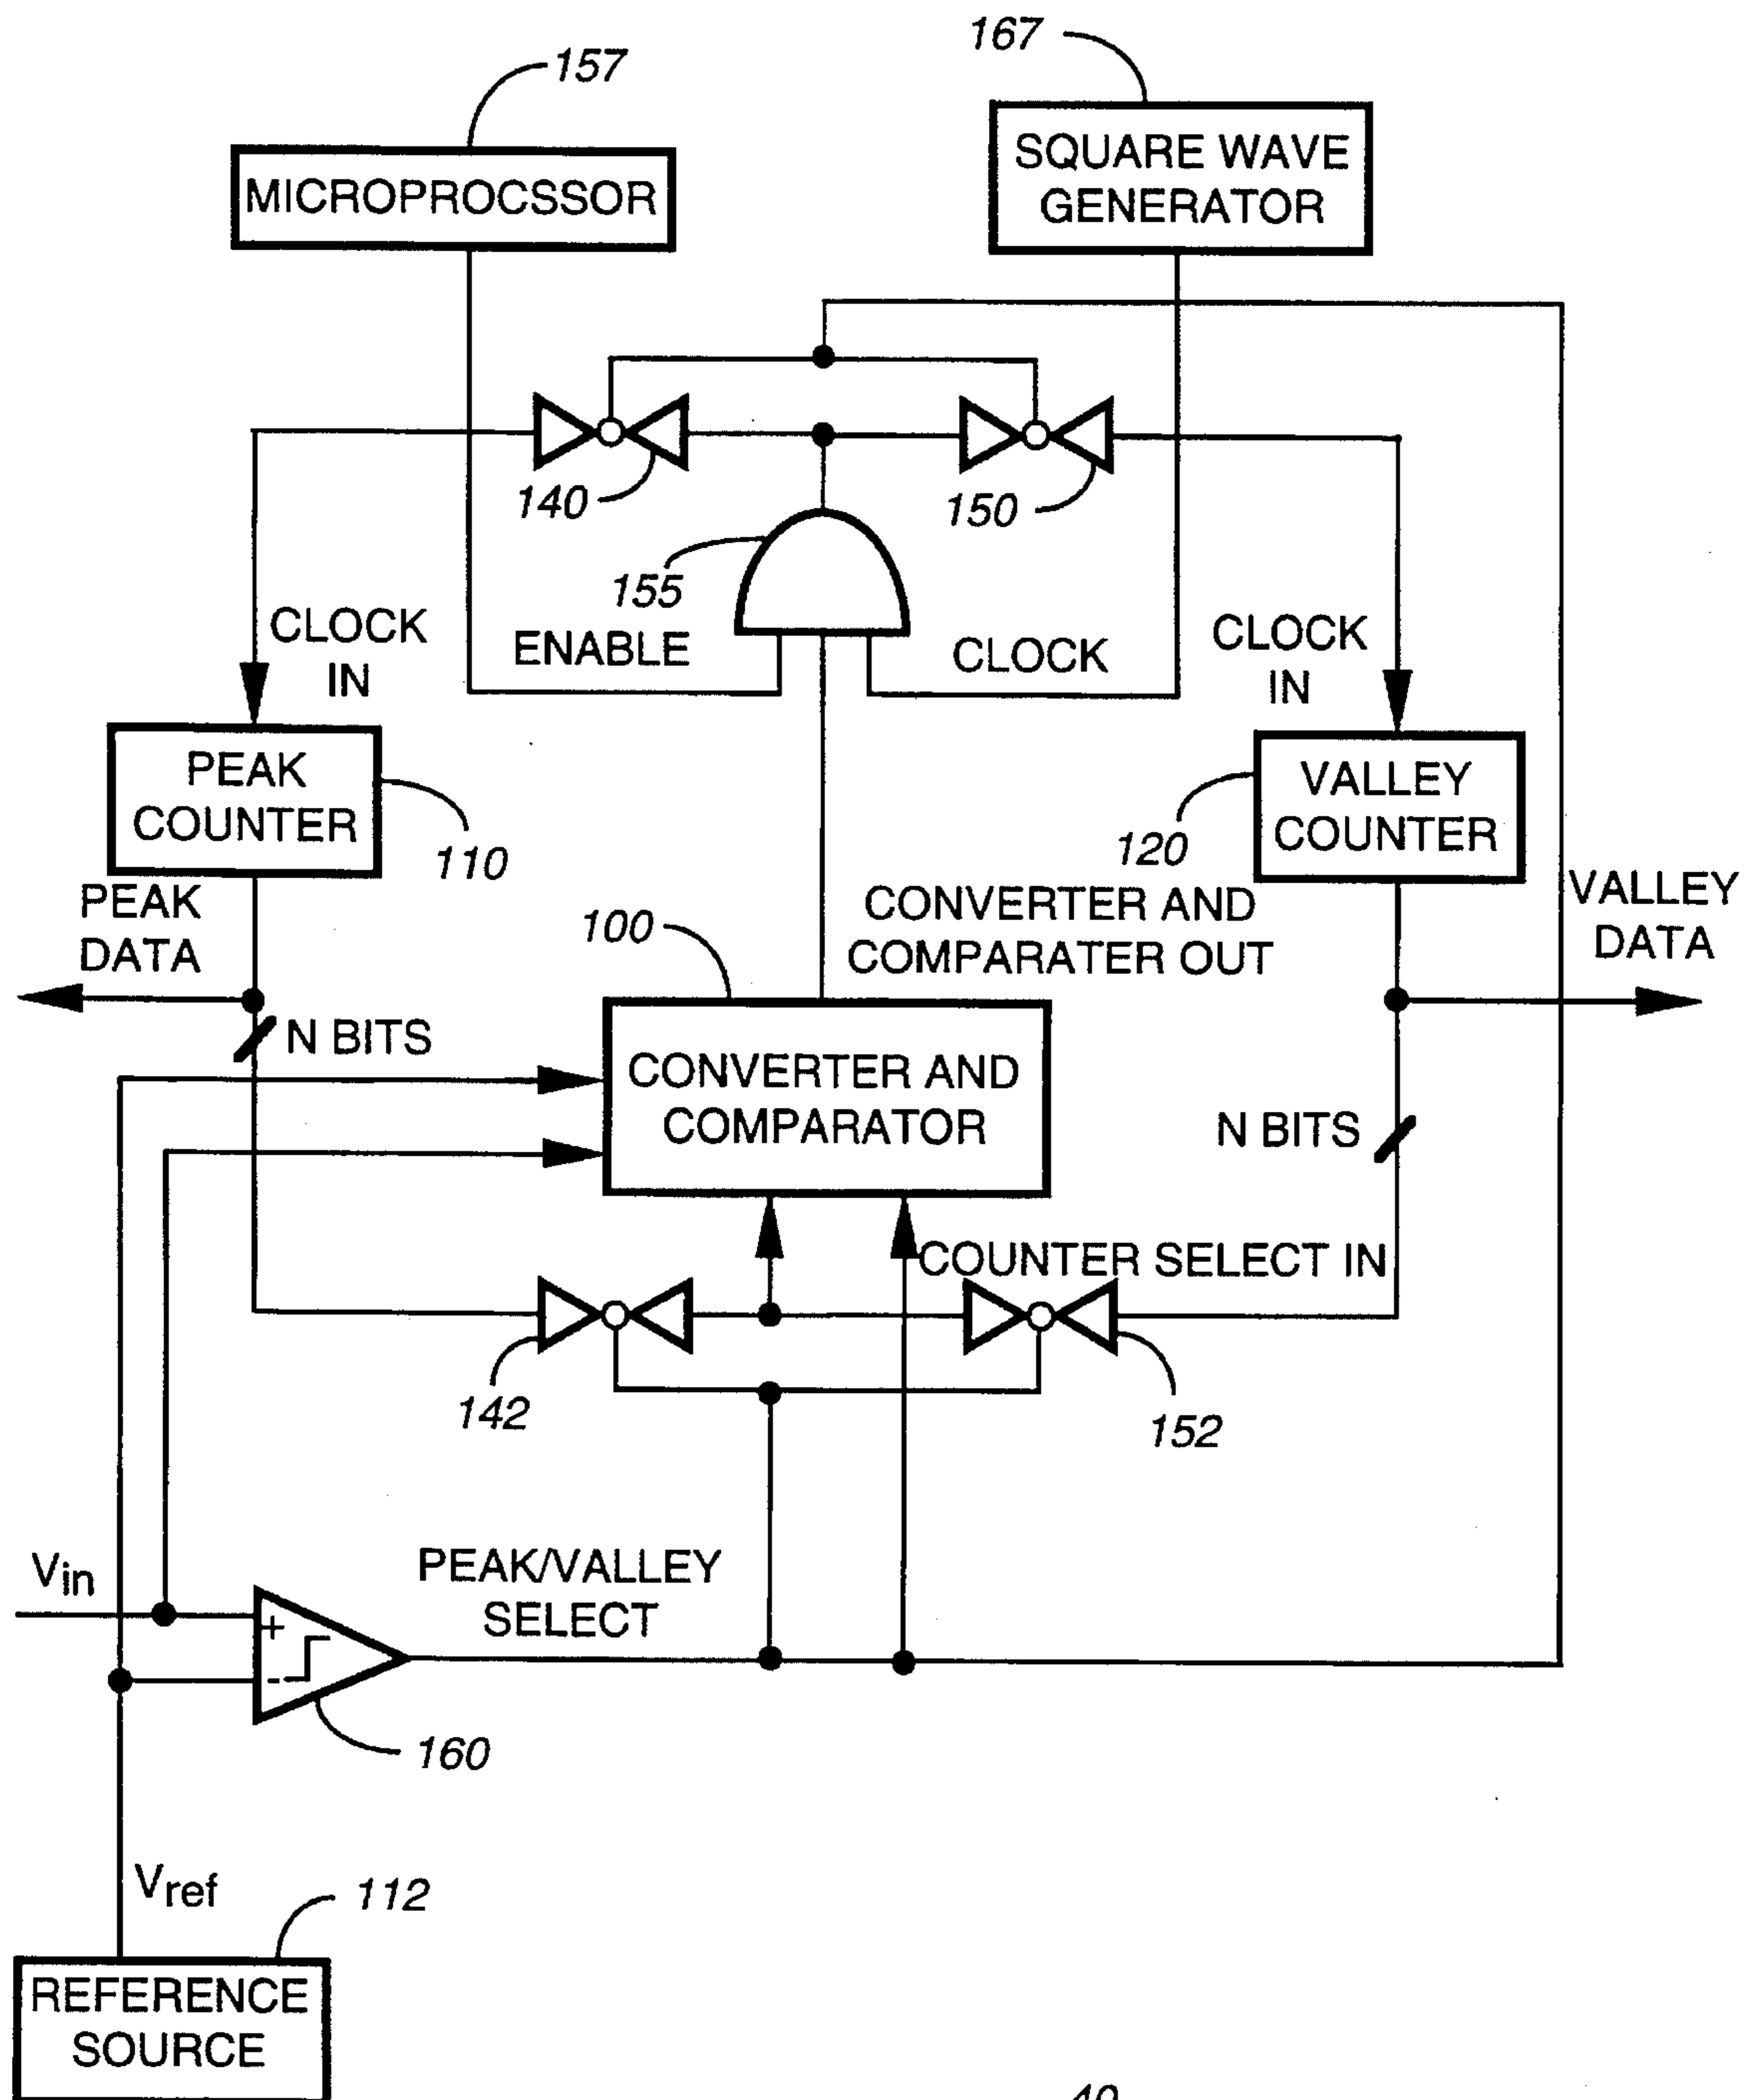 157
167
MICROPROCSSOR
SQUARE WAVE
GENERATOR
140
150
155
ENABLE
CLOCK
CLOCK
IN
CLOCK
IN
PEAK
COUNTER
110
VALLEY
COUNTER
120
PEAK
DATA
100
CONVERTER AND
COMPARATER OUT
VALLEY
DATA
N BITS
CONVERTER AND
COMPARATOR
N BITS
COUNTER SELECT IN
142
152
Vin
PEAK/VALLEY
SELECT
+
-
160
Vref
112
REFERENCE
SOURCE